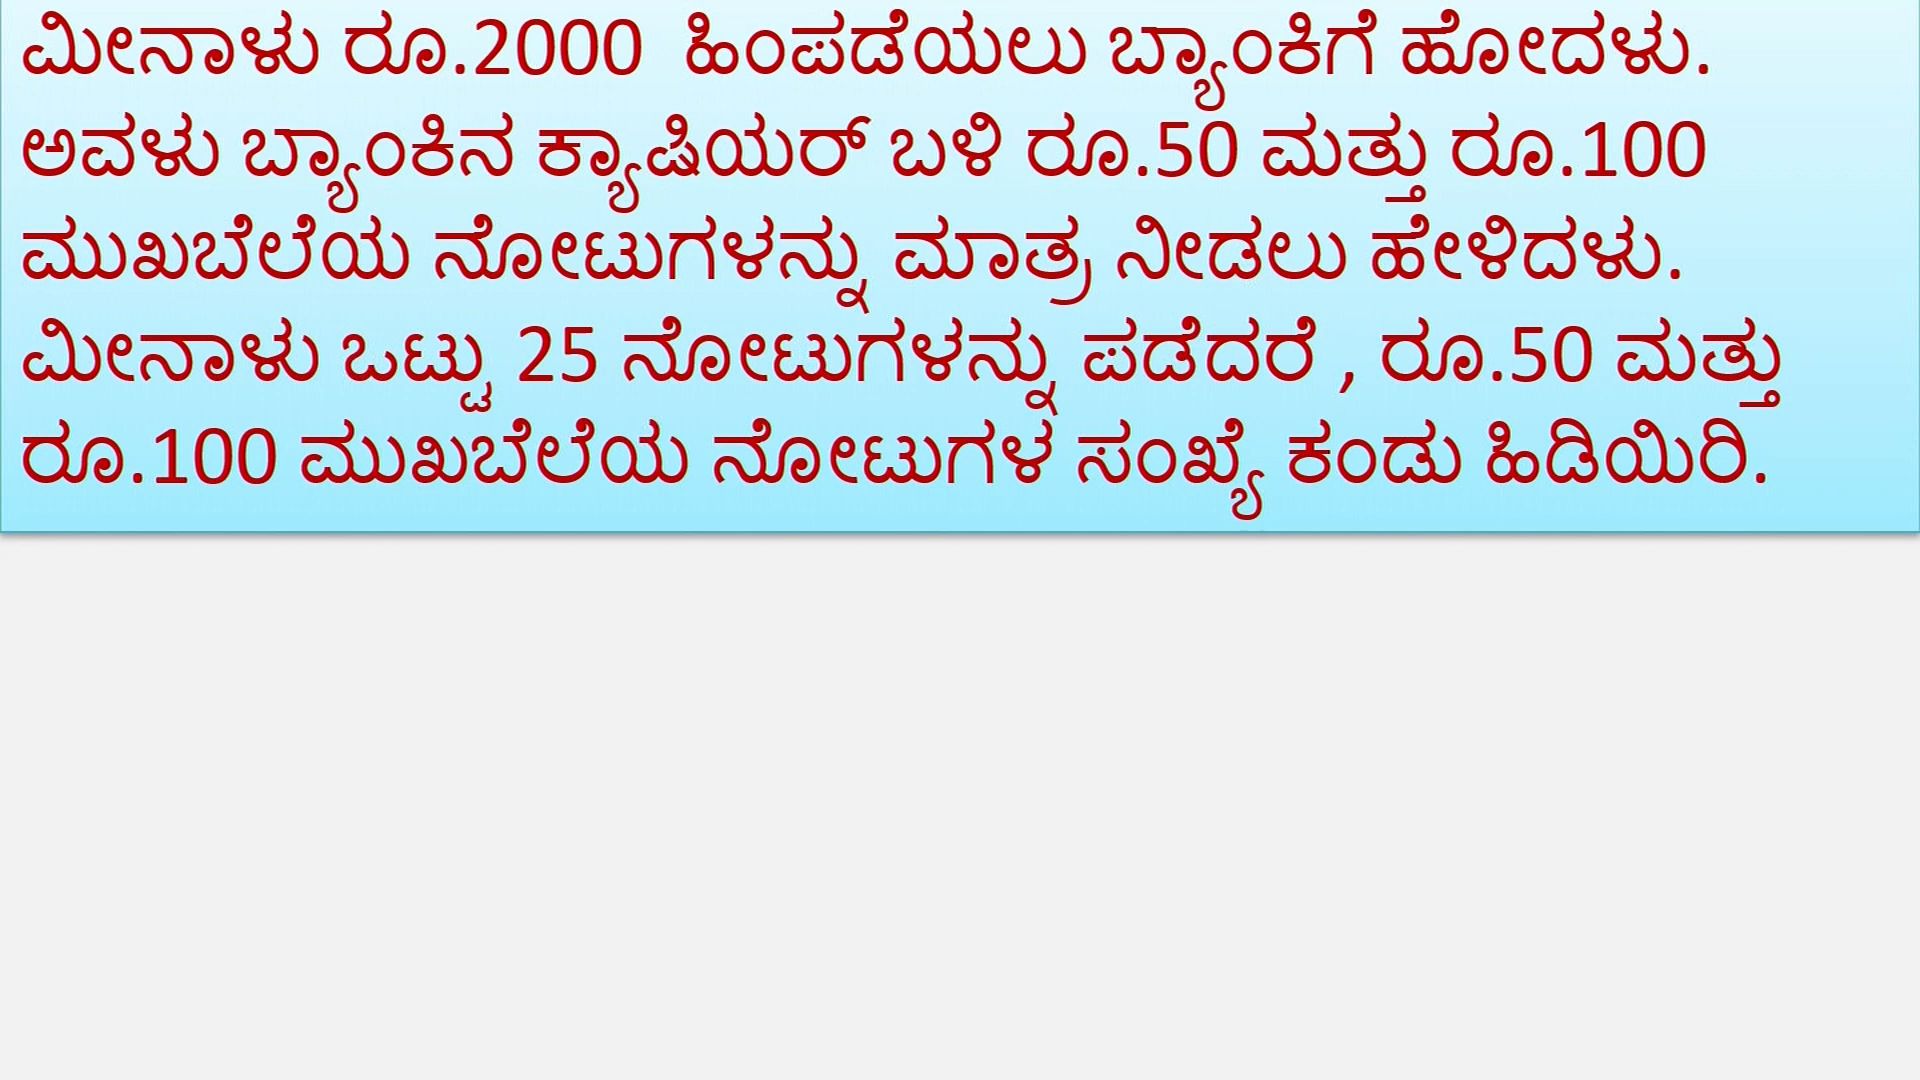 ಮೀನಾಳು ರೂ.2000 ಹಿಂಪಡೆಯಲು ಬ್ಯಾಂಕಿಗೆ ಹೋದಳು.
ಅವಳು ಬ್ಯಾಂಕಿನ ಕ್ಯಾಷಿಯರ್ ಬಳಿ ರೂ.50 ಮತ್ತು ರೂ.100
ಮುಖಬೆಲೆಯ ನೋಟುಗಳನ್ನು ಮಾತ್ರ ನೀಡಲು ಹೇಳಿದಳು.
ಮೀನಾಳು ಒಟ್ಟು 25 ನೋಟುಗಳನ್ನು ಪಡೆದರೆ , ರೂ.50 ಮತ್ತು
ರೂ.100 ಮುಖಬೆಲೆಯ ನೋಟುಗಳ ಸಂಖ್ಯೆ ಕಂಡು ಹಿಡಿಯಿರಿ.